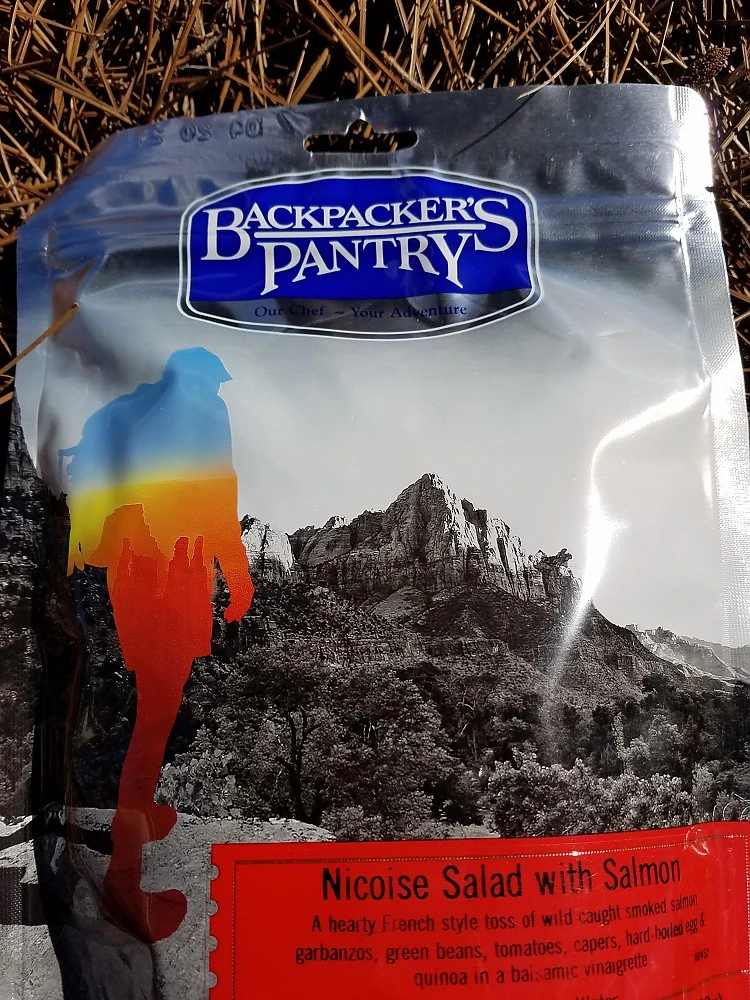 BACKPACKER'S
PANTRY
Our Chef ~ Your Adventure
Nicoise Salad with Salmon
A hearty French style toss of wild caught smoked salmon
garbanzos, green beans, tomatoes, capers, hard-boiled egg &
quinoa in a balsamic vinaigrette